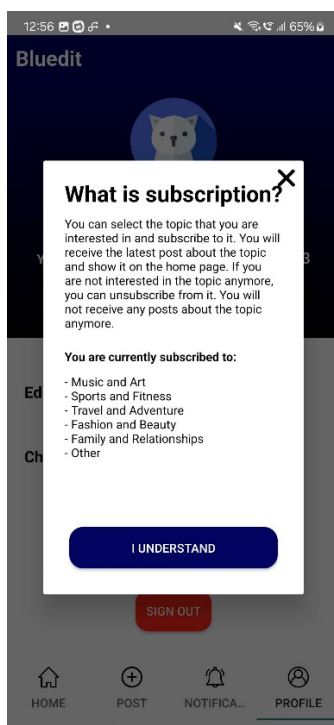 12:56 65%
Bluedit
What is subscription?
You can select the topic that you are
interested in and subscribe to it. You will
receive the latest post about the topic
and show it on the home page. If you
are not interested in the topic anymore,
you can unsubscribe from it. You will
not receive any posts about the topic
anymore.
Y 3
You are currently subscribed to:
- Music and Art
- Sports and Fitness
- Travel and Adventure
- Fashion and Beauty
- Family and Relationships
- Other
Ed
Ch
I UNDERSTAND
SIGN OUT
HOME POST NOTIFICA... PROFILE